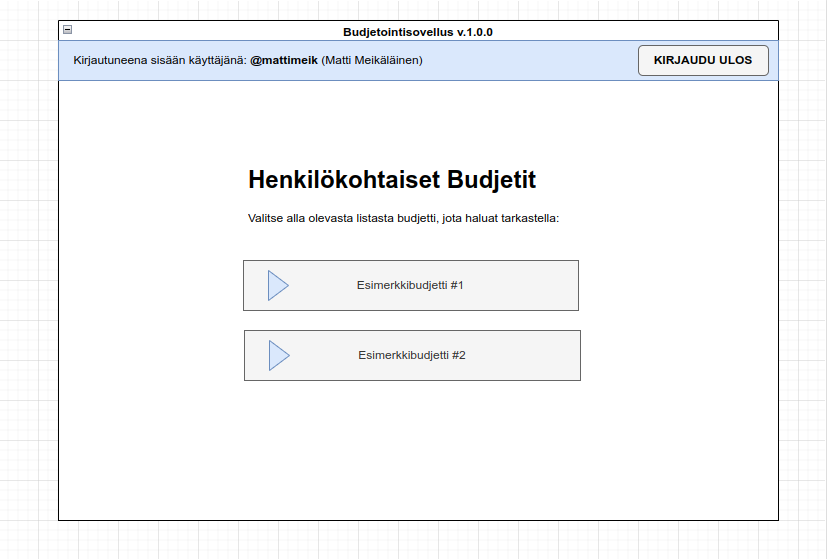 Budjetointisovellus v.1.0.0
Kirjautuneena sisään käyttäjänä: @mattimeik (Matti Meikäläinen)
KIRJAUDU ULOS
Henkilökohtaiset Budjetit
Valitse alla olevasta listasta budjetti, jota haluat tarkastella:
Esimerkkibudjetti #1
Esimerkkibudjetti #2